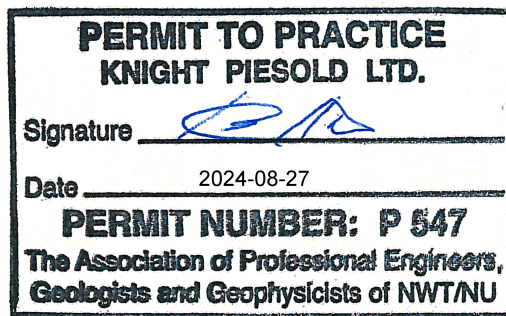 PERMIT TO PRACTICE
KNIGHT PIESOLD LTD.
Signature
Date 2024-08-27
PERMIT NUMBER: P 547
The Association of Professional Engineers,
Geologists and Geophysicists of NWT/NU